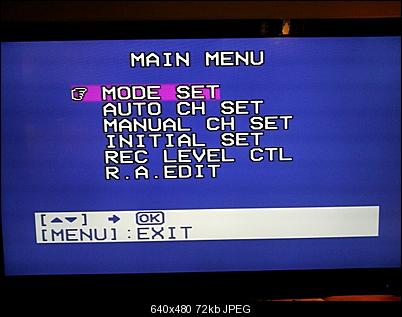 MAIN MENU
MODE SET
AUTO CH SET
MANUAL CH SET
INITIAL SET
REC LEVEL CTL
R.A.EDIT
[▲▼] → OK
[MENU]:EXIT
640x480 72kb JPEG